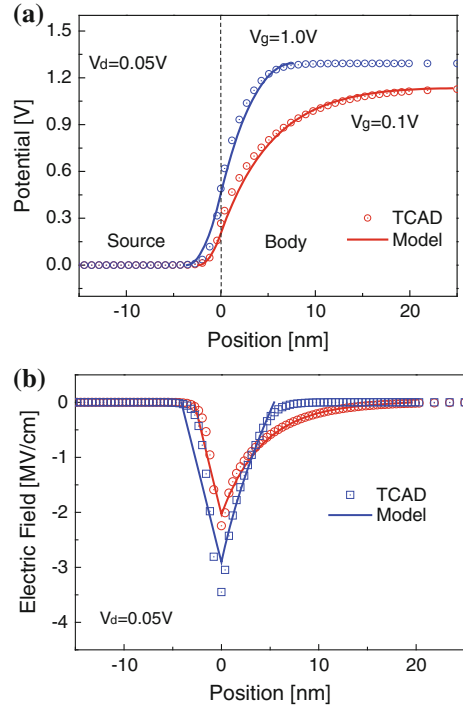 (a)
Vd=0.05V
Vg=1.0V
Vg=0.1V
Potential [V]
1.5
1.2
0.9
0.6
0.3
0.0
TCAD
Model
Source
Body
-10
0
10
20
Position [nm]
(b)
Electric Field [MV/cm]
0
-1
-2
-3
-4
TCAD
Model
Vd=0.05V
-10
0
10
20
Position [nm]